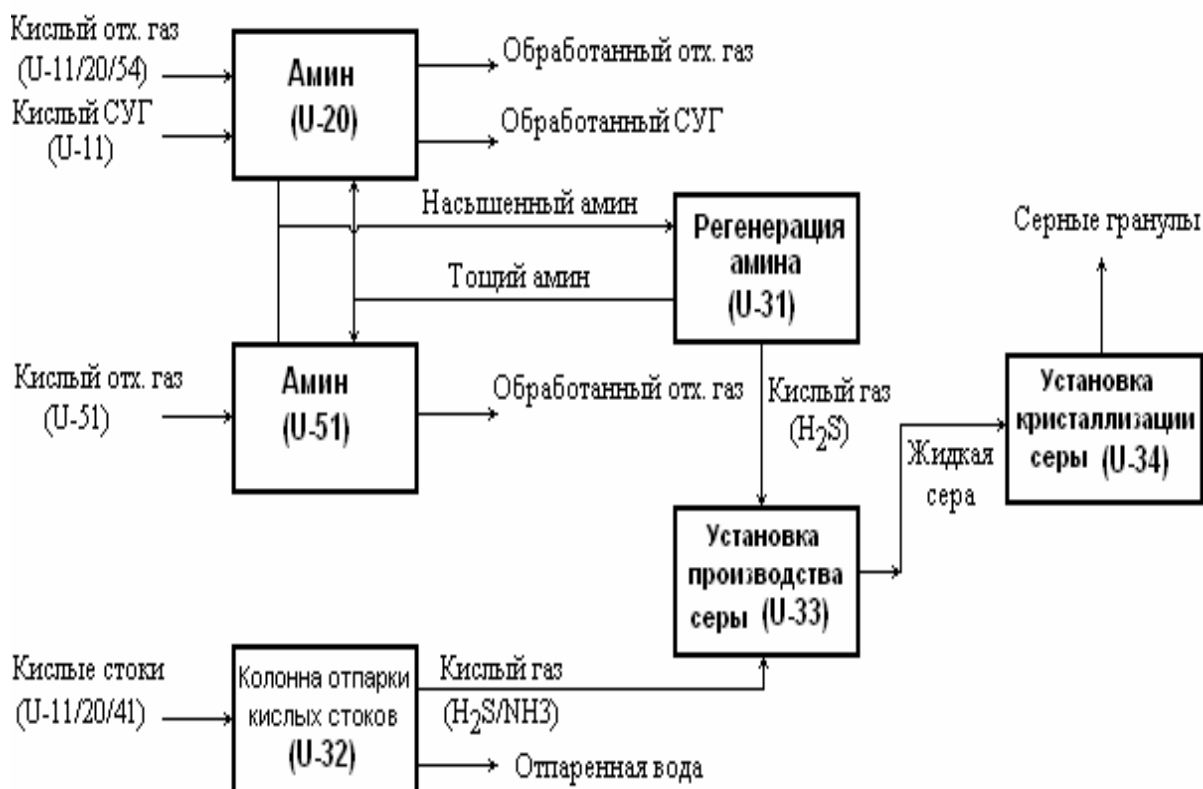 Кислый отх. газ
(U-11/20/54)
Кислый СУГ
(U-11)
Амин
(U-20)
Обработанный отх. газ
Обработанный СУГ
Насышенный амин
Тощий амин
Регенерация
амина
(U-31)
Серные гранулы
Кислый отх. газ
(U-51)
Амин
(U-51)
Обработанный отх. газ
Кислый газ
(H2S)
Жидкая
сера
Установка
кристаллизации
серы (U-34)
Установка
производства
серы (U-33)
Кислые стоки
(U-11/20/41)
Колонна отпарки
кислых стоков
(U-32)
Кислый газ
(H2S/NH3)
Отпаренная вода